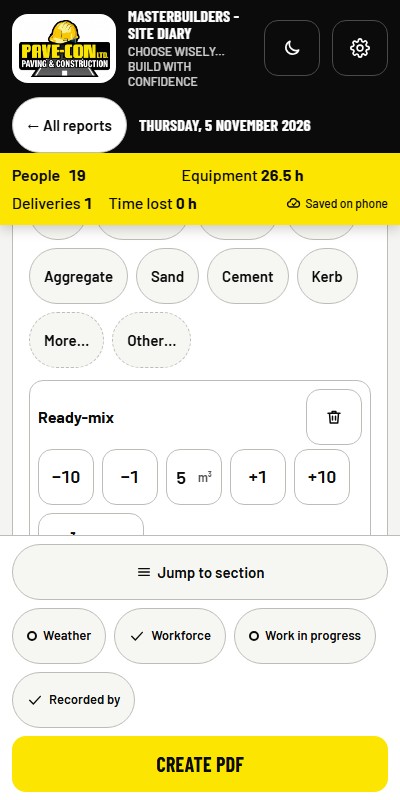 PAVE-CON LTD.
PAVING & CONSTRUCTION
MASTERBUILDERS -
SITE DIARY
CHOOSE WISELY...
BUILD WITH
CONFIDENCE
← All reports
THURSDAY, 5 NOVEMBER 2026
People 19
Equipment 26.5 h
Deliveries 1 Time lost 0 h
Saved on phone
Aggregate
Sand
Cement
Kerb
More...
Other...
Ready-mix
−10
−1
5 m³
+1
+10
Jump to section
Weather
Workforce
Work in progress
Recorded by
CREATE PDF